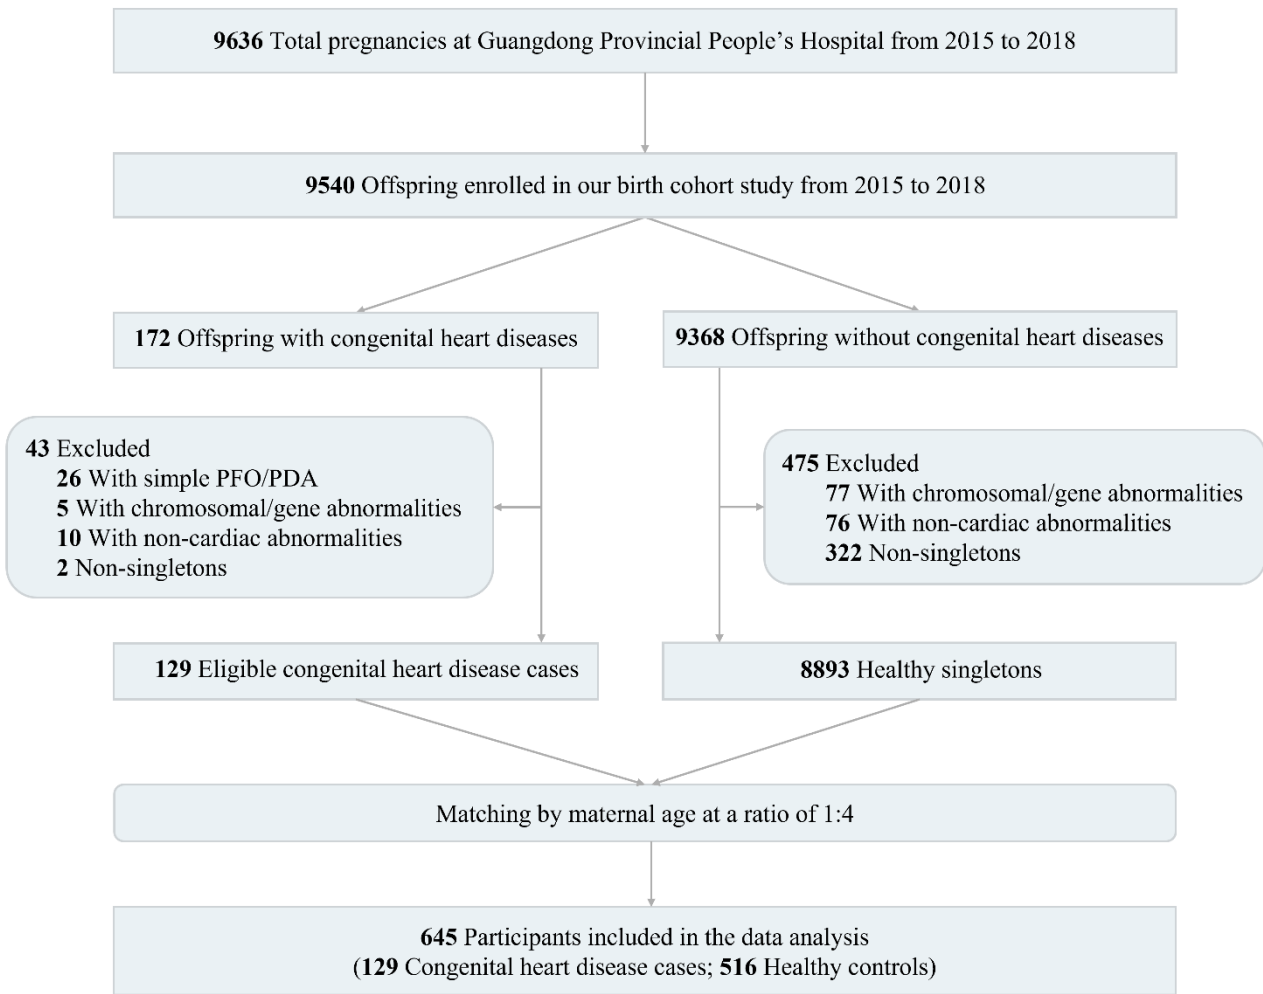 9636 Total pregnancies at Guangdong Provincial People’s Hospital from 2015 to 2018
9540 Offspring enrolled in our birth cohort study from 2015 to 2018
172 Offspring with congenital heart diseases
9368 Offspring without congenital heart diseases
43 Excluded
26 With simple PFO/PDA
5 With chromosomal/gene abnormalities
10 With non-cardiac abnormalities
2 Non-singletons
475 Excluded
77 With chromosomal/gene abnormalities
76 With non-cardiac abnormalities
322 Non-singletons
129 Eligible congenital heart disease cases
8893 Healthy singletons
Matching by maternal age at a ratio of 1:4
645 Participants included in the data analysis
(129 Congenital heart disease cases; 516 Healthy controls)